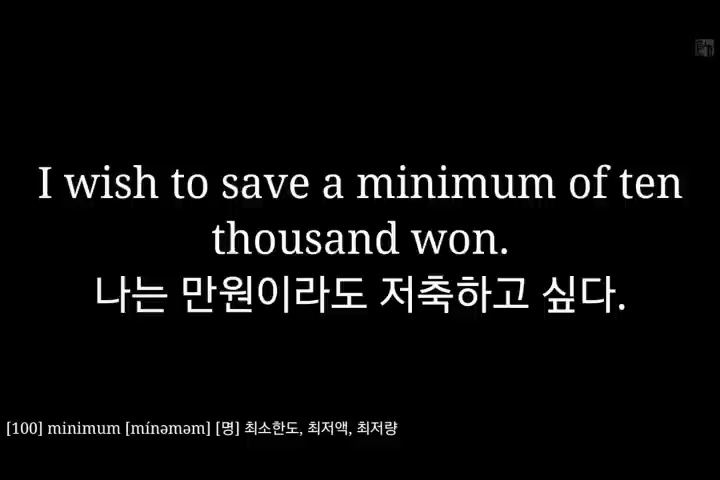 I wish to save a minimum of ten
thousand won.
나는 만원이라도 저축하고 싶다.
[100] minimum [mínəməm] [명] 최소한도, 최저액, 최저량